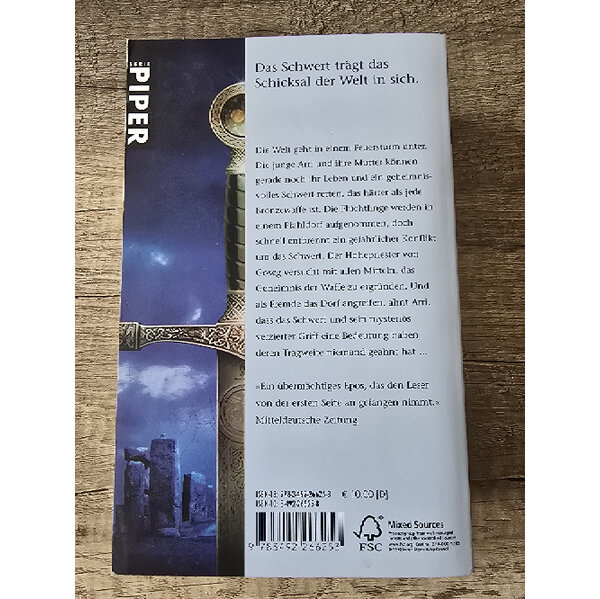 SERIE
PIPER
Das Schwert trägt das
Schicksal der Welt in sich.
Die Welt geht in einem Feuersturm unter.
Die junge Arri und ihre Mutter können
gerade noch ihr Leben und ein geheimnis-
volles Schwert retten, das härter als jede
Bronzewaffe ist. Die Flüchtlinge werden in
einem Pfahldorf aufgenommen, doch
schnell entbrennt ein gefährlicher Konflikt
um das Schwert. Der Hohepriester von
Goseg versucht mit allen Mitteln, das
Geheimnis der Waffe zu ergründen. Und
als Fremde das Dorf angreifen, ahnt Arri,
dass das Schwert und sein mysteriös
verzierter Griff eine Bedeutung haben
deren Tragweite niemand geahnt hat ...
»Ein übermächtiges Epos, das den Leser
von der ersten Seite an gefangen nimmt.«
Mitteldeutsche Zeitung
€ 10,00 [D]
9 783492 266253
FSC
Mixed Sources